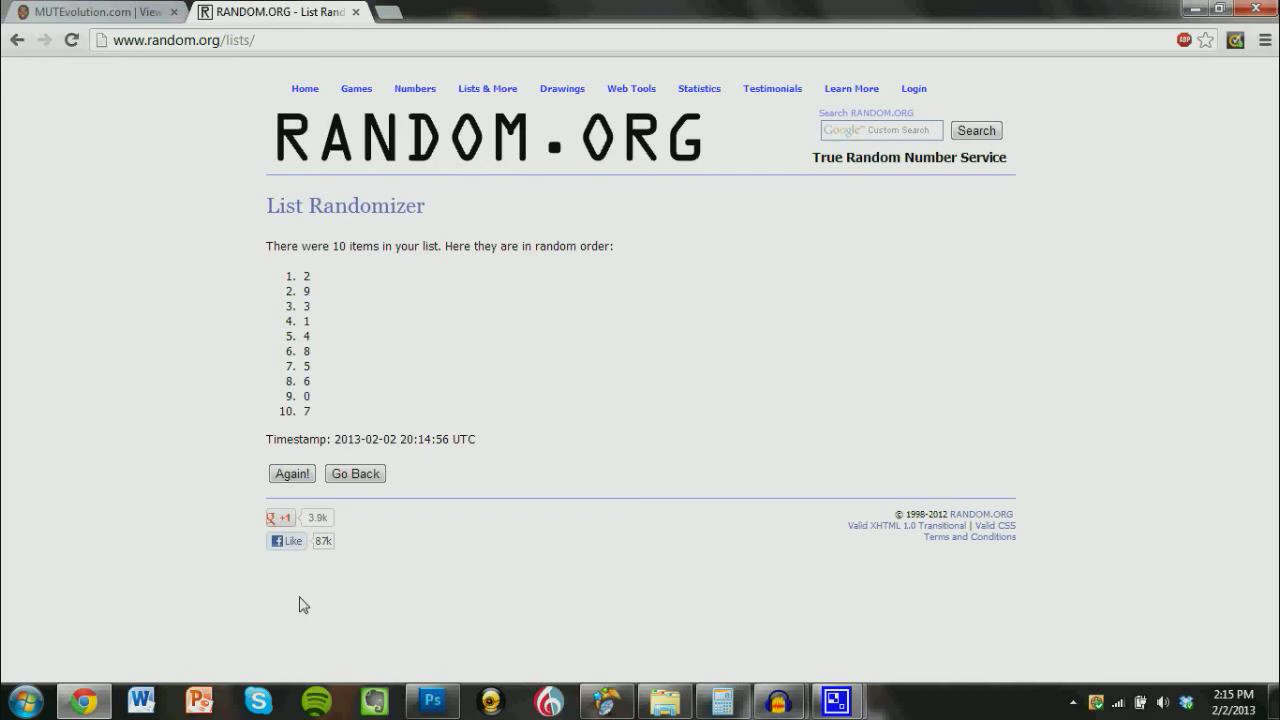 MUTEvolution.com | View
RANDOM.ORG - List Rand
www.random.org/lists/
ABP
Home Games Numbers Lists & More Drawings Web Tools Statistics Testimonials Learn More Login
RANDOM.ORG
Search RANDOM.ORG
Google™ Custom Search Search
True Random Number Service
List Randomizer
There were 10 items in your list. Here they are in random order:
1. 2
2. 9
3. 3
4. 1
5. 4
6. 8
7. 5
8. 6
9. 0
10. 7
Timestamp: 2013-02-02 20:14:56 UTC
Again! Go Back
+1 3.9k
Like 87k
© 1998-2012 RANDOM.ORG
Valid XHTML 1.0 Transitional | Valid CSS
Terms and Conditions
Ps
2:15 PM
2/2/2013